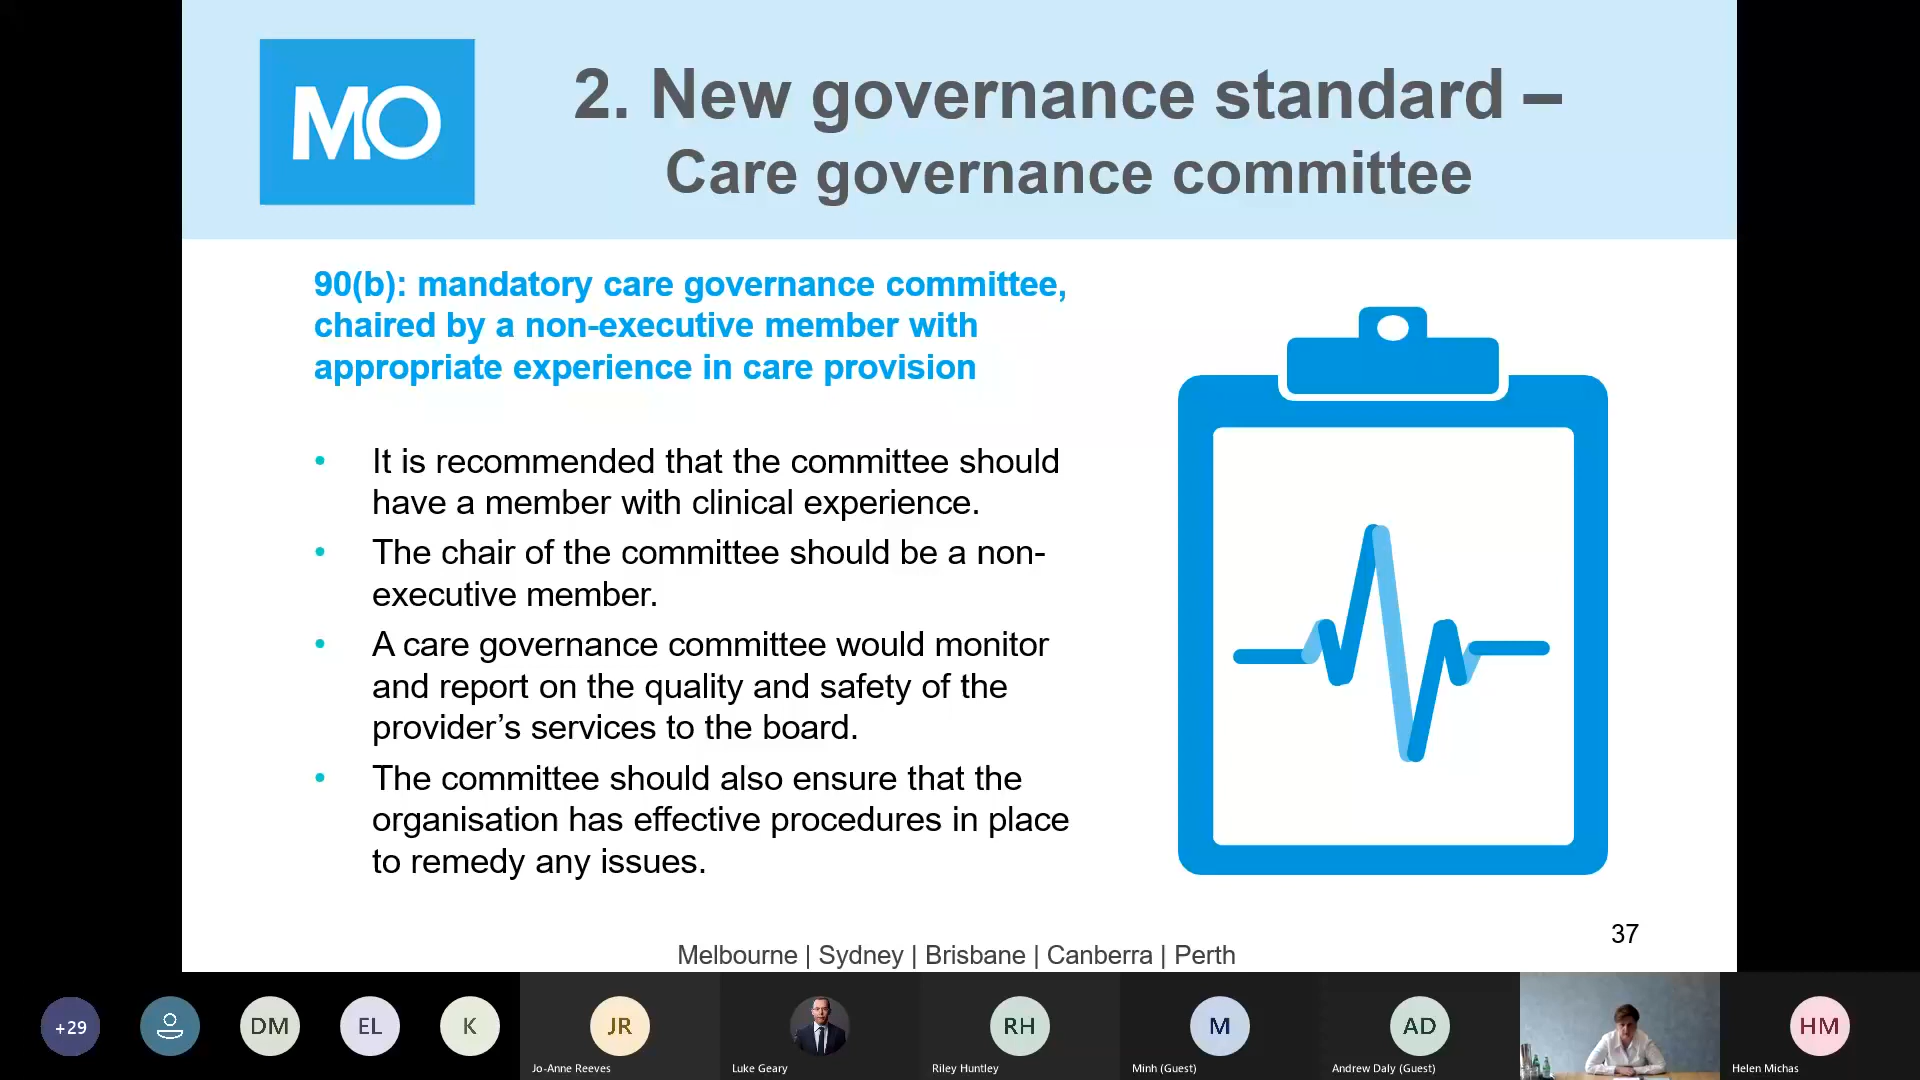 MO
2. New governance standard –
Care governance committee
90(b): mandatory care governance committee,
chaired by a non-executive member with
appropriate experience in care provision
• It is recommended that the committee should
have a member with clinical experience.
• The chair of the committee should be a non-
executive member.
• A care governance committee would monitor
and report on the quality and safety of the
provider’s services to the board.
• The committee should also ensure that the
organisation has effective procedures in place
to remedy any issues.
37
Melbourne | Sydney | Brisbane | Canberra | Perth
+29
DM
EL
K
JR
Jo-Anne Reeves
Luke Geary
RH
Riley Huntley
M
Minh (Guest)
AD
Andrew Daly (Guest)
HM
Helen Michas